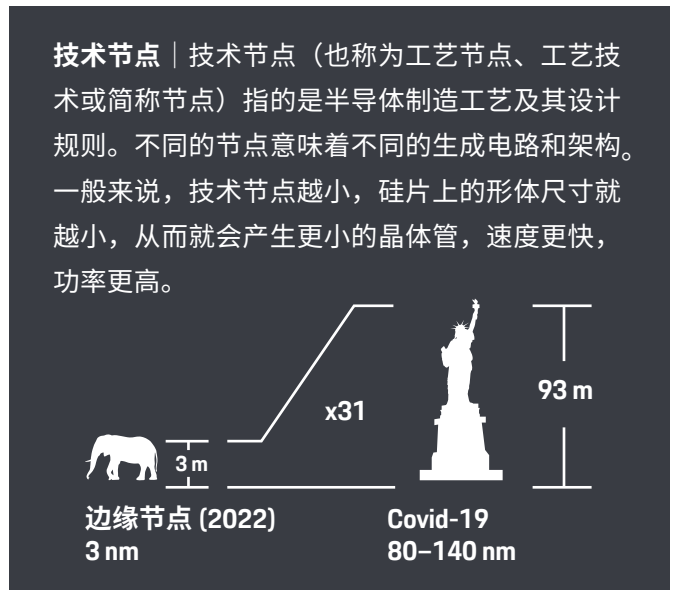 技术节点｜技术节点（也称为工艺节点、工艺技
术或简称节点）指的是半导体制造工艺及其设计
规则。不同的节点意味着不同的生成电路和架构。
一般来说，技术节点越小，硅片上的形体尺寸就
越小，从而就会产生更小的晶体管，速度更快，
功率更高。
x31
93 m
3 m
边缘节点 (2022)
3 nm
Covid-19
80–140 nm